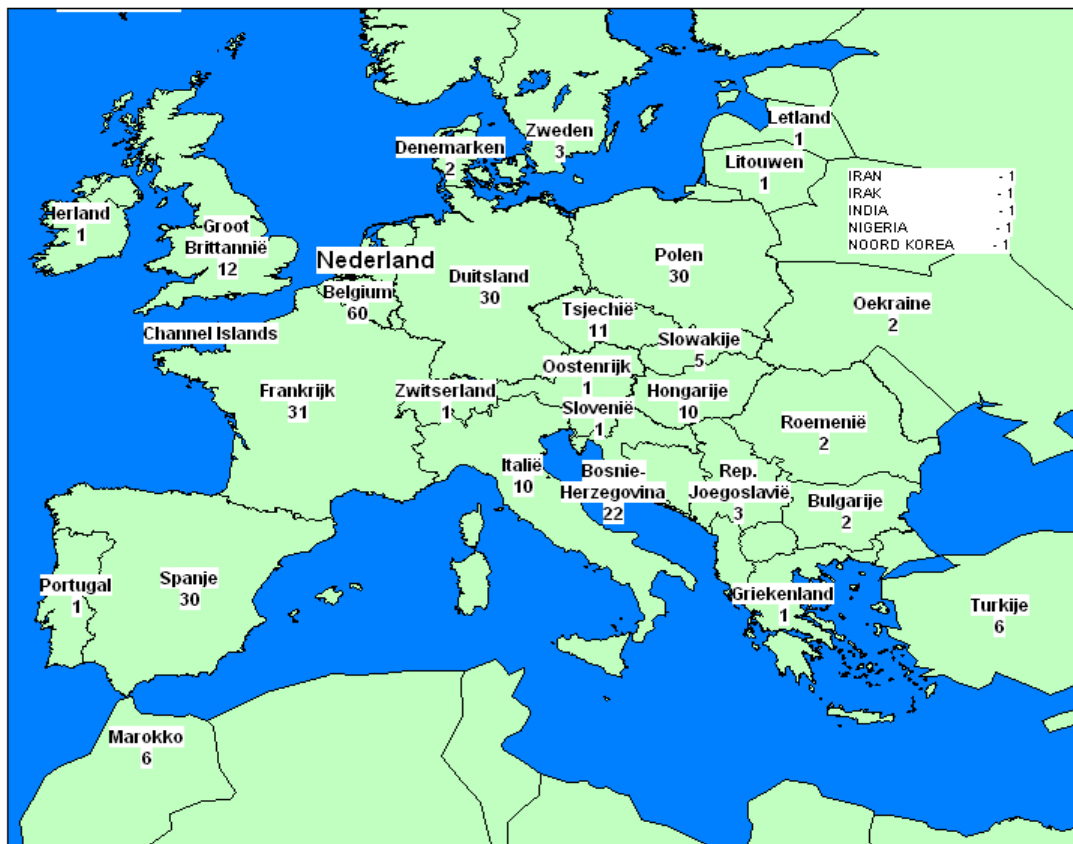 Letland
1
Zweden
3
Denemarken
2
Litouwen
1
IRAN - 1
IRAK - 1
INDIA - 1
NIGERIA - 1
NOORD KOREA - 1
Herland
1
Groot
Brittannië
12
Nederland
Polen
30
Duitsland
30
Belgium
60
Oekraine
2
Tsjechië
11
Channel Islands
Slowakije
5
Oostenrijk
1
Frankrijk
31
Zwitserland
1
Hongarije
10
Slovenië
1
Roemenië
2
Italië
10
Bosnie-
Herzegovina
22
Rep.
Joegoslavië
3
Bulgarije
2
Portugal
1
Spanje
30
Griekenland
1
Turkije
6
Marokko
6